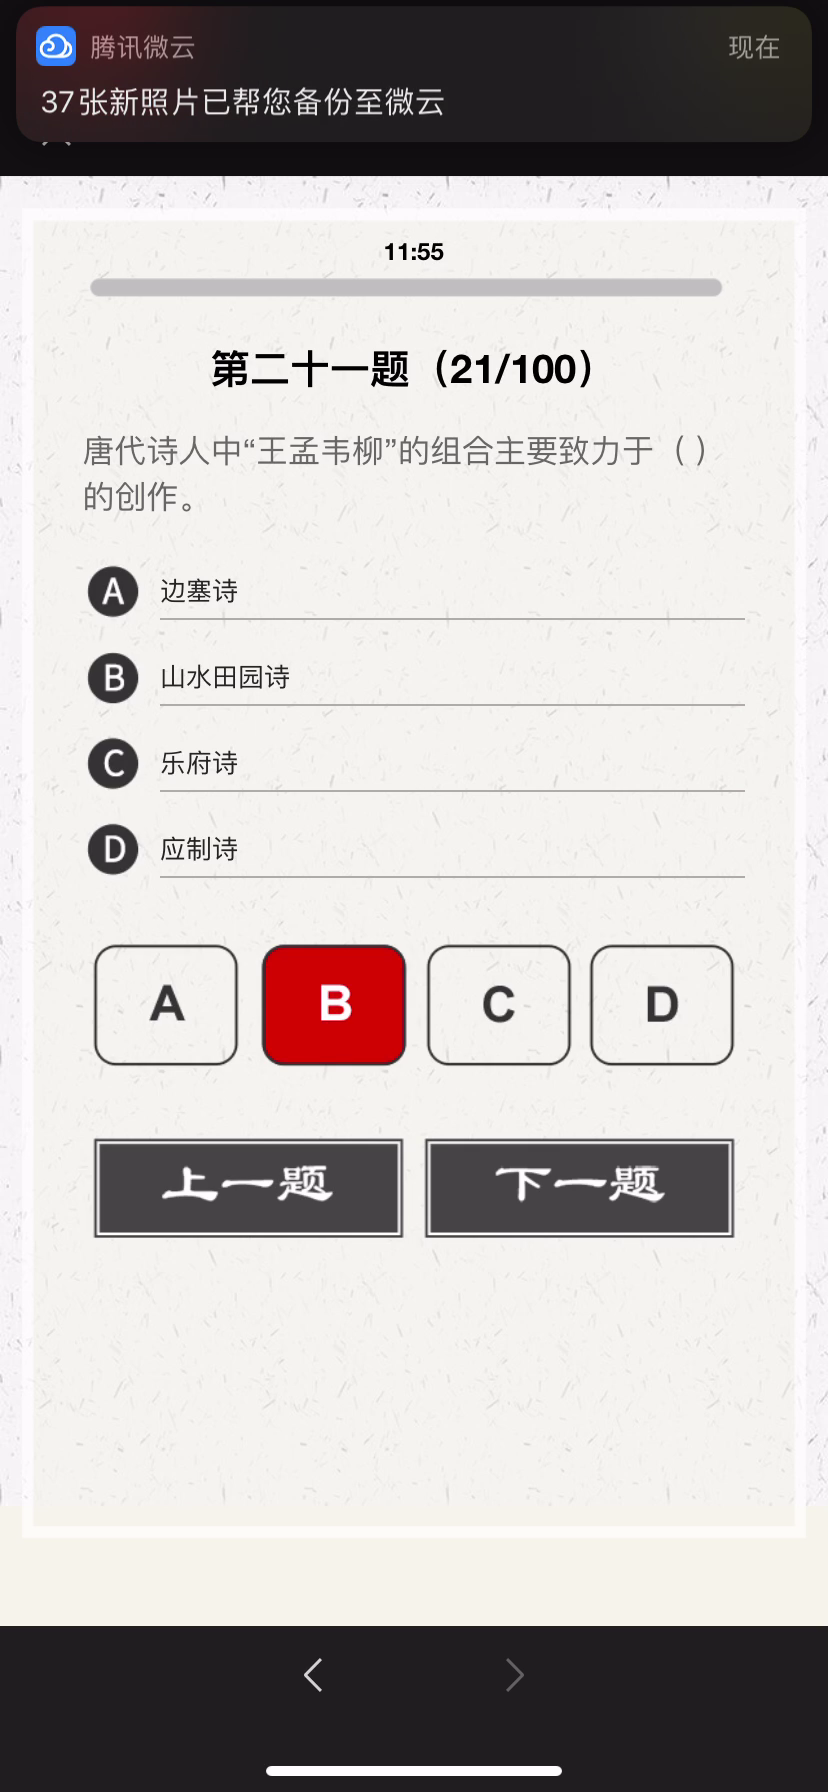 腾讯微云
现在
37张新照片已帮您备份至微云
11:55
第二十一题（21/100）
唐代诗人中“王孟韦柳”的组合主要致力于（ ）
的创作。
A 边塞诗
B 山水田园诗
C 乐府诗
D 应制诗
A B C D
上一题 下一题